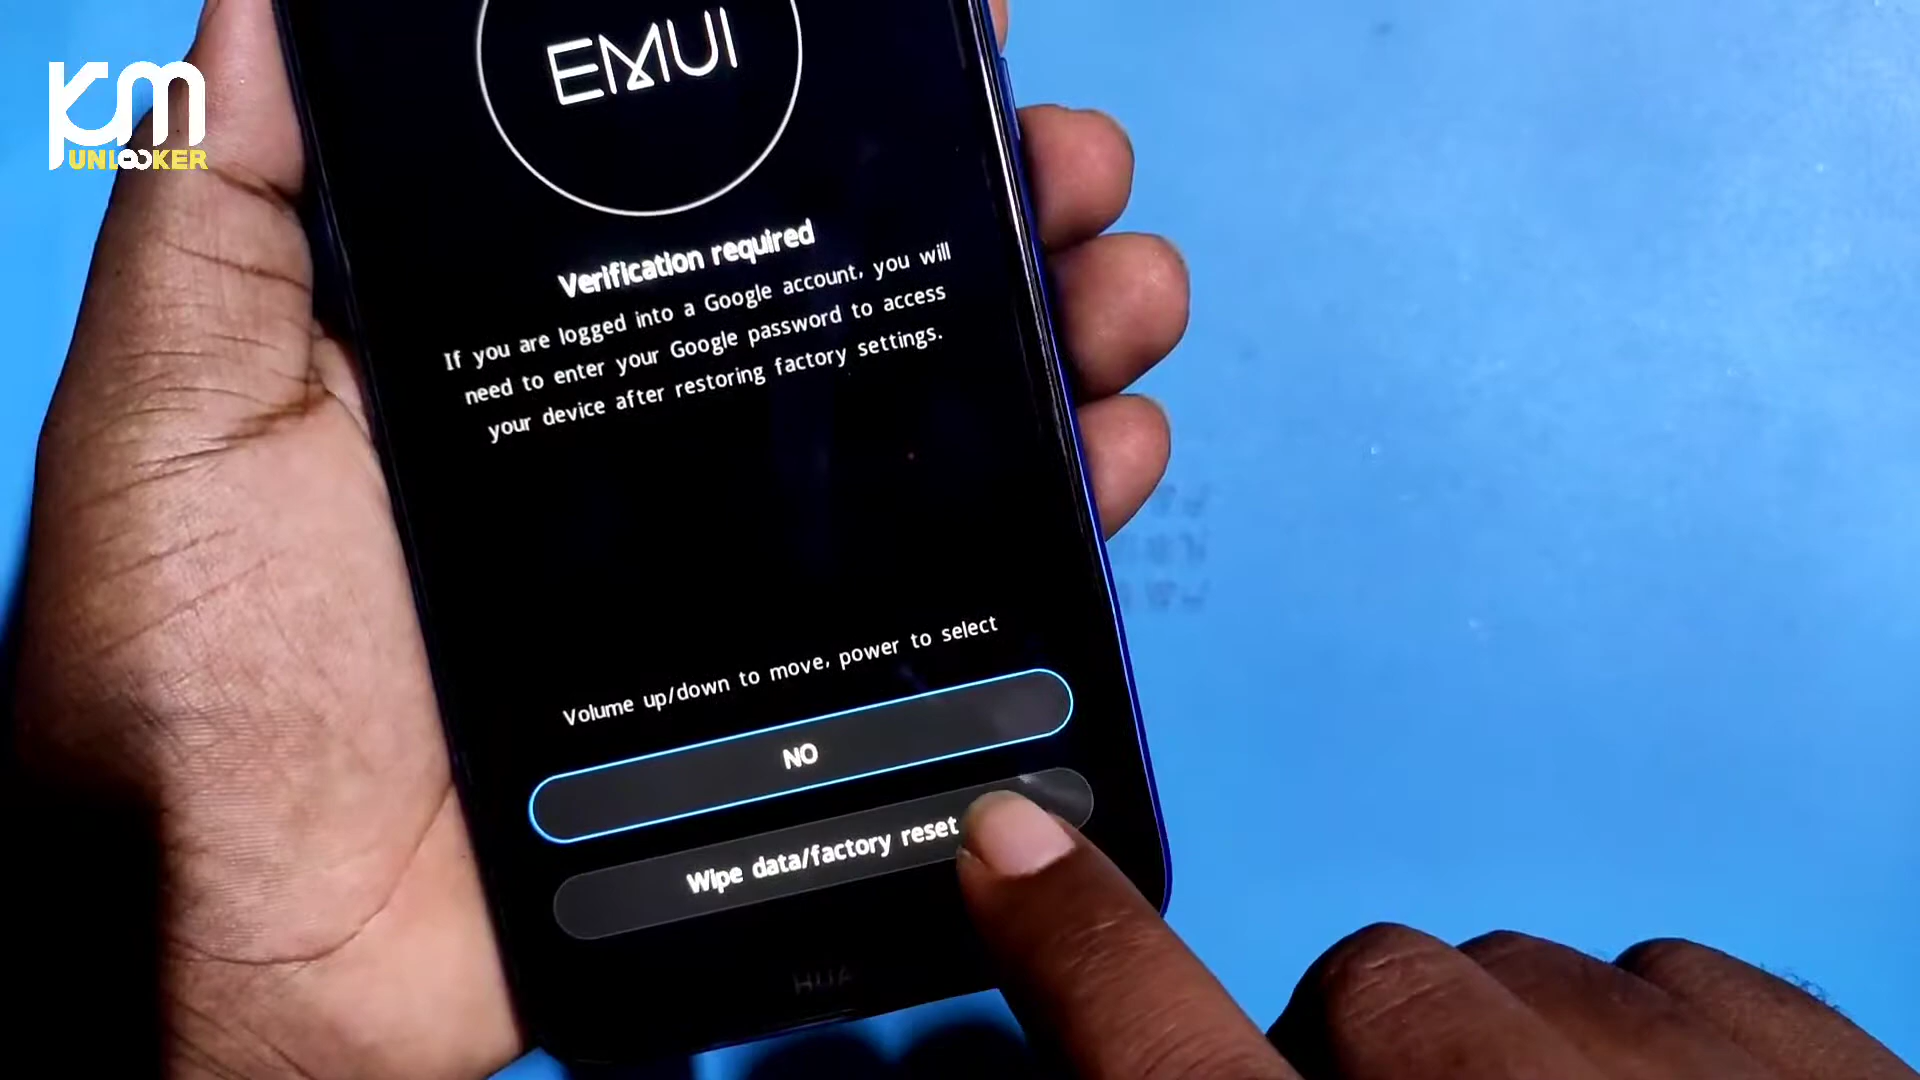 KM
UNLOOKER
EMUI
Verification required
If you are logged into a Google account, you will
need to enter your Google password to access
your device after restoring factory settings.
Volume up/down to move, power to select
NO
Wipe data/factory reset
HUA